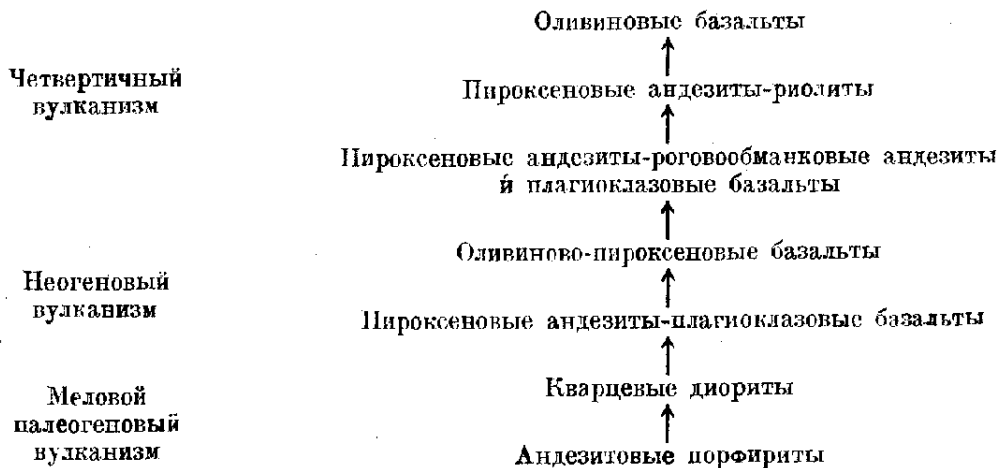 Оливиновые базальты
Четвертичный
вулканизм
Пироксеновые андезиты-риолиты
Пироксеновые андезиты-роговообманковые андезиты
и плагиоклазовые базальты
Оливиново-пироксеновые базальты
Неогеновый
вулканизм
Пироксеновые андезиты-плагиоклазовые базальты
Кварцевые диориты
Меловой
палеогеновый
вулканизм
Андезитовые порфириты